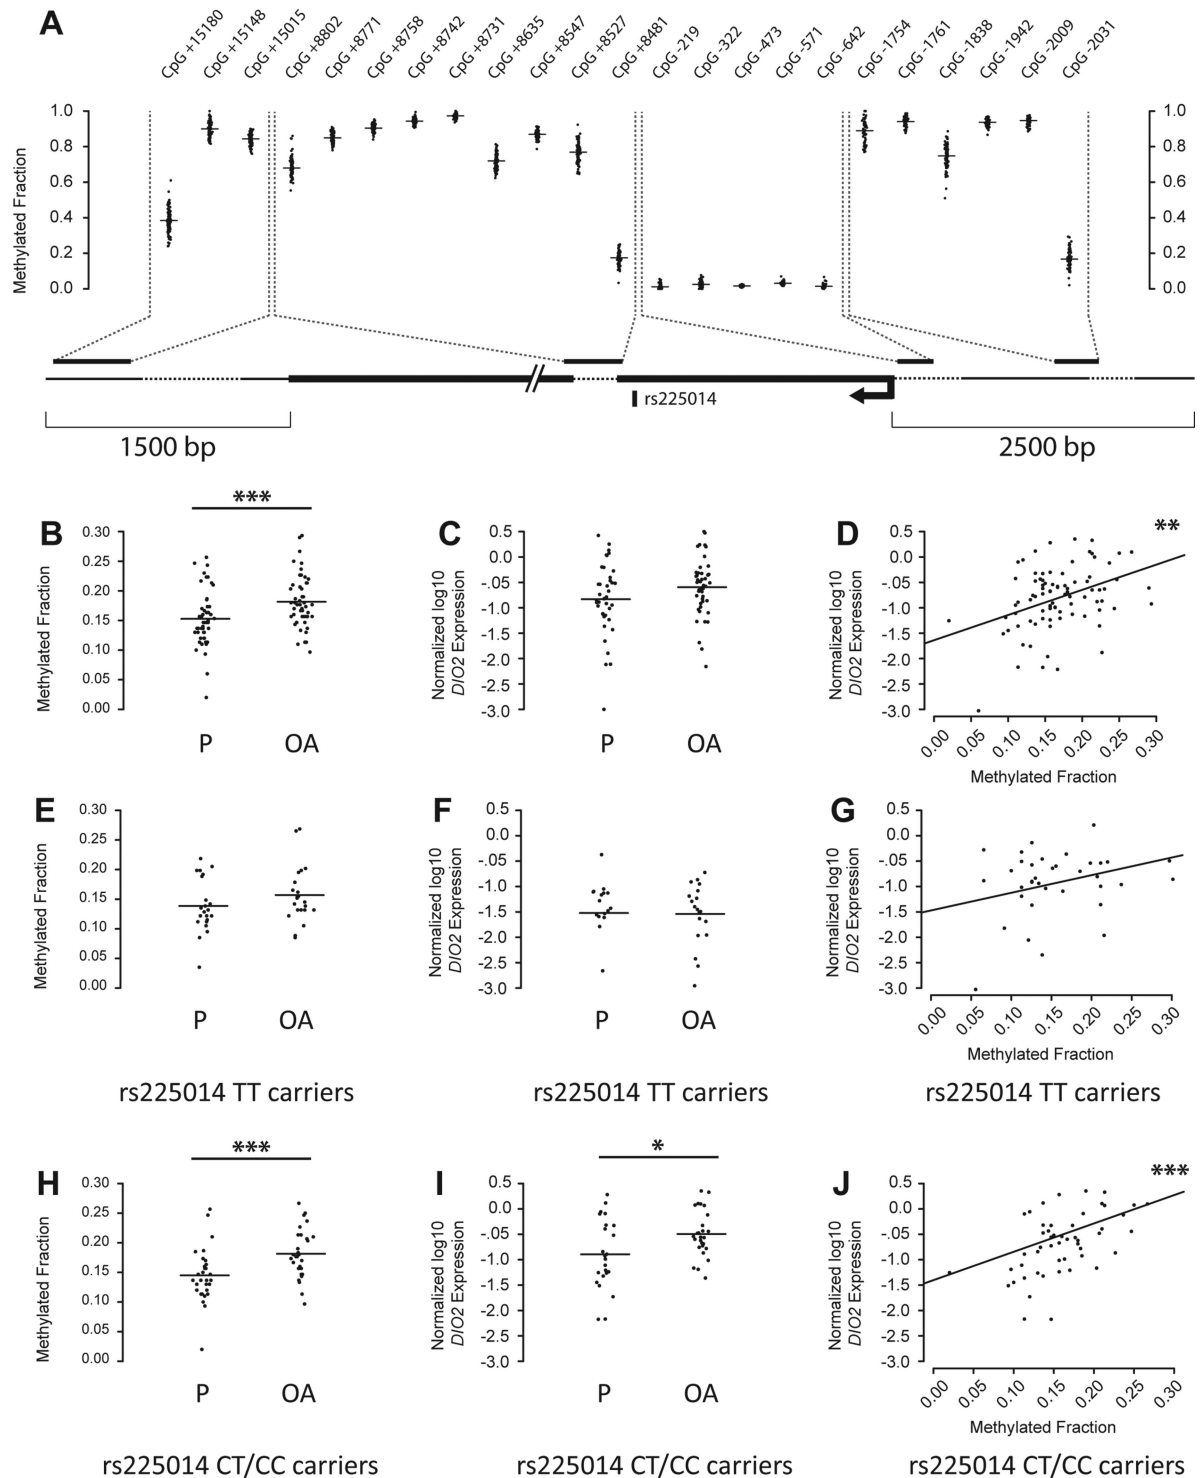 A
CpG +15180
CpG +15148
CpG +15015
CpG +8802
CpG +8771
CpG +8758
CpG +8742
CpG +8731
CpG +8635
CpG +8547
CpG +8527
CpG +8481
CpG -219
CpG -322
CpG -473
CpG -571
CpG -642
CpG -1754
CpG -1761
CpG -1838
CpG -1942
CpG -2009
CpG -2031
Methylated Fraction
1.0
0.8
0.6
0.4
0.2
0.0
1.0
0.8
0.6
0.4
0.2
0.0
rs225014
1500 bp
2500 bp
B
***
Methylated Fraction
0.30
0.25
0.20
0.15
0.10
0.05
0.00
P OA
C
Normalized log10
DIO2 Expression
0.5
0.0
-.05
-1.0
-1.5
-2.0
-2.5
-3.0
P OA
D
**
Normalized log10
DIO2 Expression
0.5
0.0
-.05
-1.0
-1.5
-2.0
-2.5
-3.0
0.00 0.05 0.10 0.15 0.20 0.25 0.30
Methylated Fraction
E
Methylated Fraction
0.30
0.25
0.20
0.15
0.10
0.05
0.00
P OA
rs225014 TT carriers
F
Normalized log10
DIO2 Expression
0.5
0.0
-.05
-1.0
-1.5
-2.0
-2.5
-3.0
P OA
rs225014 TT carriers
G
Normalized log10
DIO2 Expression
0.5
0.0
-.05
-1.0
-1.5
-2.0
-2.5
-3.0
0.00 0.05 0.10 0.15 0.20 0.25 0.30
Methylated Fraction
rs225014 TT carriers
H
***
Methylated Fraction
0.30
0.25
0.20
0.15
0.10
0.05
0.00
P OA
rs225014 CT/CC carriers
I
*
Normalized log10
DIO2 Expression
0.5
0.0
-.05
-1.0
-1.5
-2.0
-2.5
-3.0
P OA
rs225014 CT/CC carriers
J
***
Normalized log10
DIO2 Expression
0.5
0.0
-.05
-1.0
-1.5
-2.0
-2.5
-3.0
0.00 0.05 0.10 0.15 0.20 0.25 0.30
Methylated Fraction
rs225014 CT/CC carriers